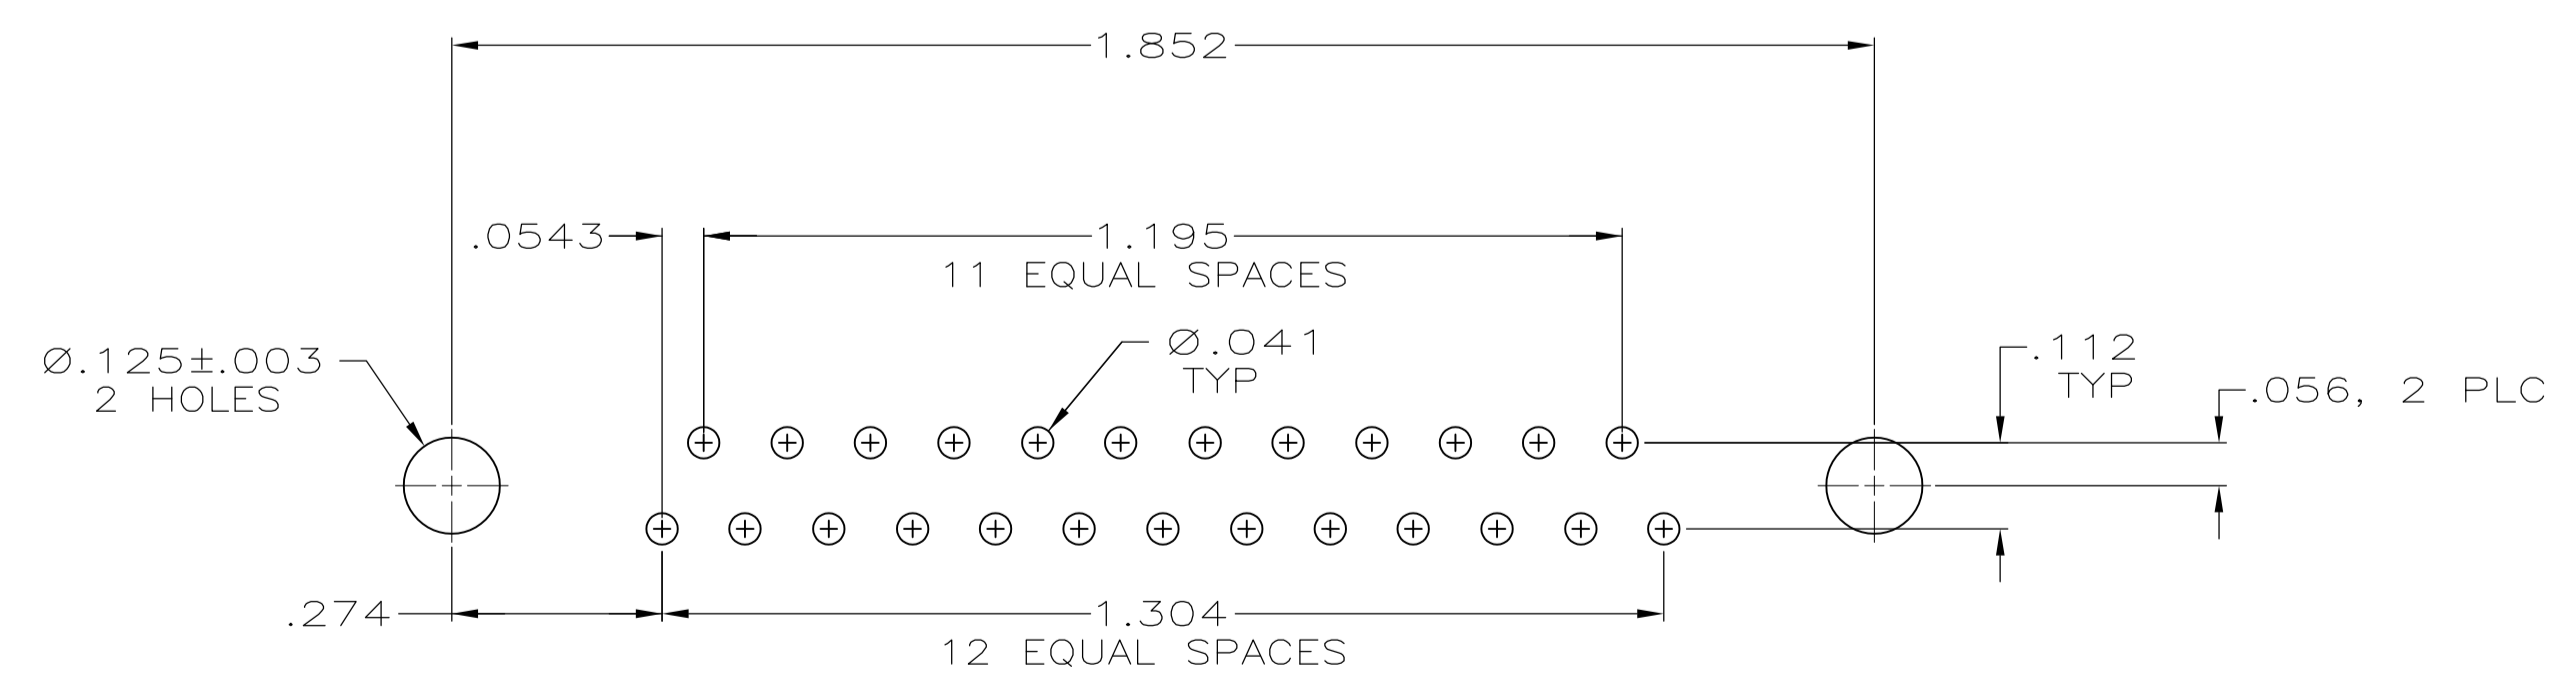 1.852
.0543
1.195
11 EQUAL SPACES
Ø.125±.003
2 HOLES
Ø.041
TYP
.112
TYP
.056, 2 PLC
.274
1.304
12 EQUAL SPACES